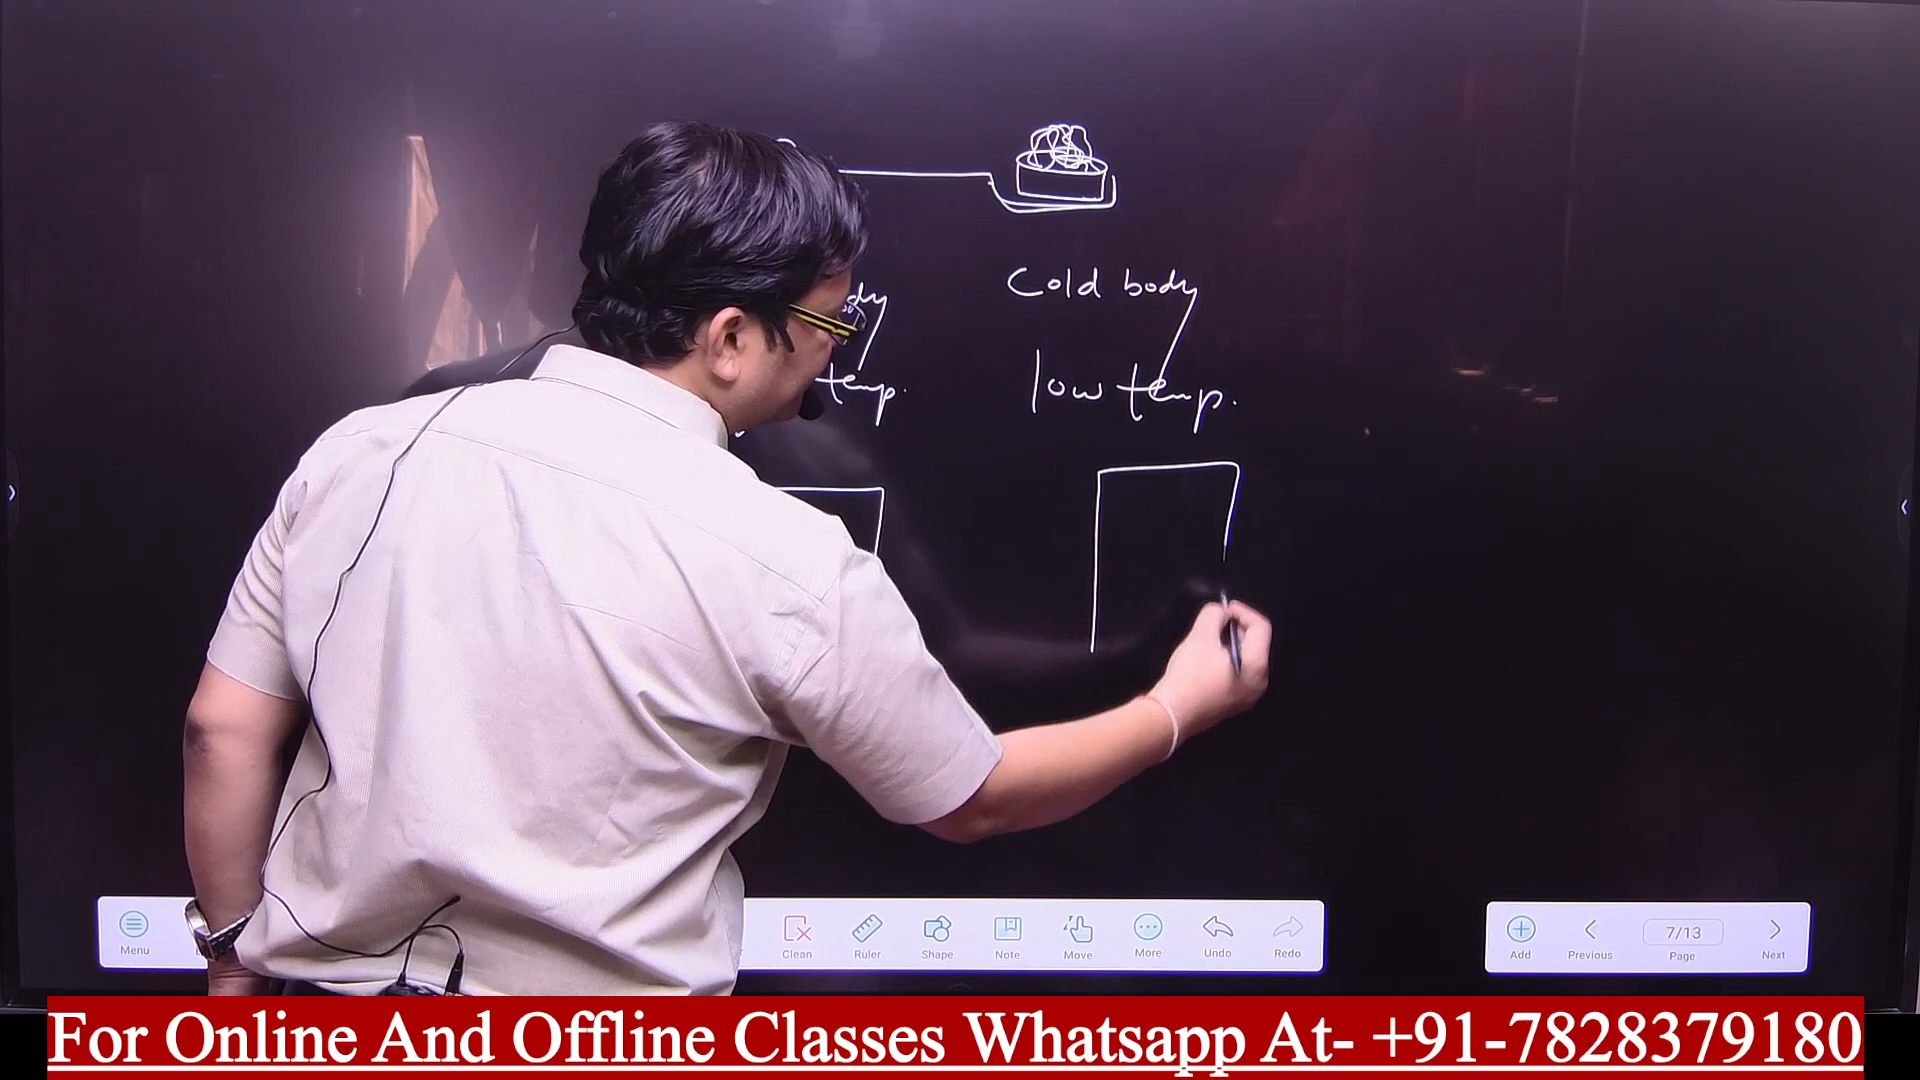 Cold body
temp.
low temp.
Menu
Clean
Ruler
Shape
Note
Move
More
Undo
Redo
Add
Previous
7/13
Page
Next
For Online And Offline Classes Whatsapp At- +91-7828379180